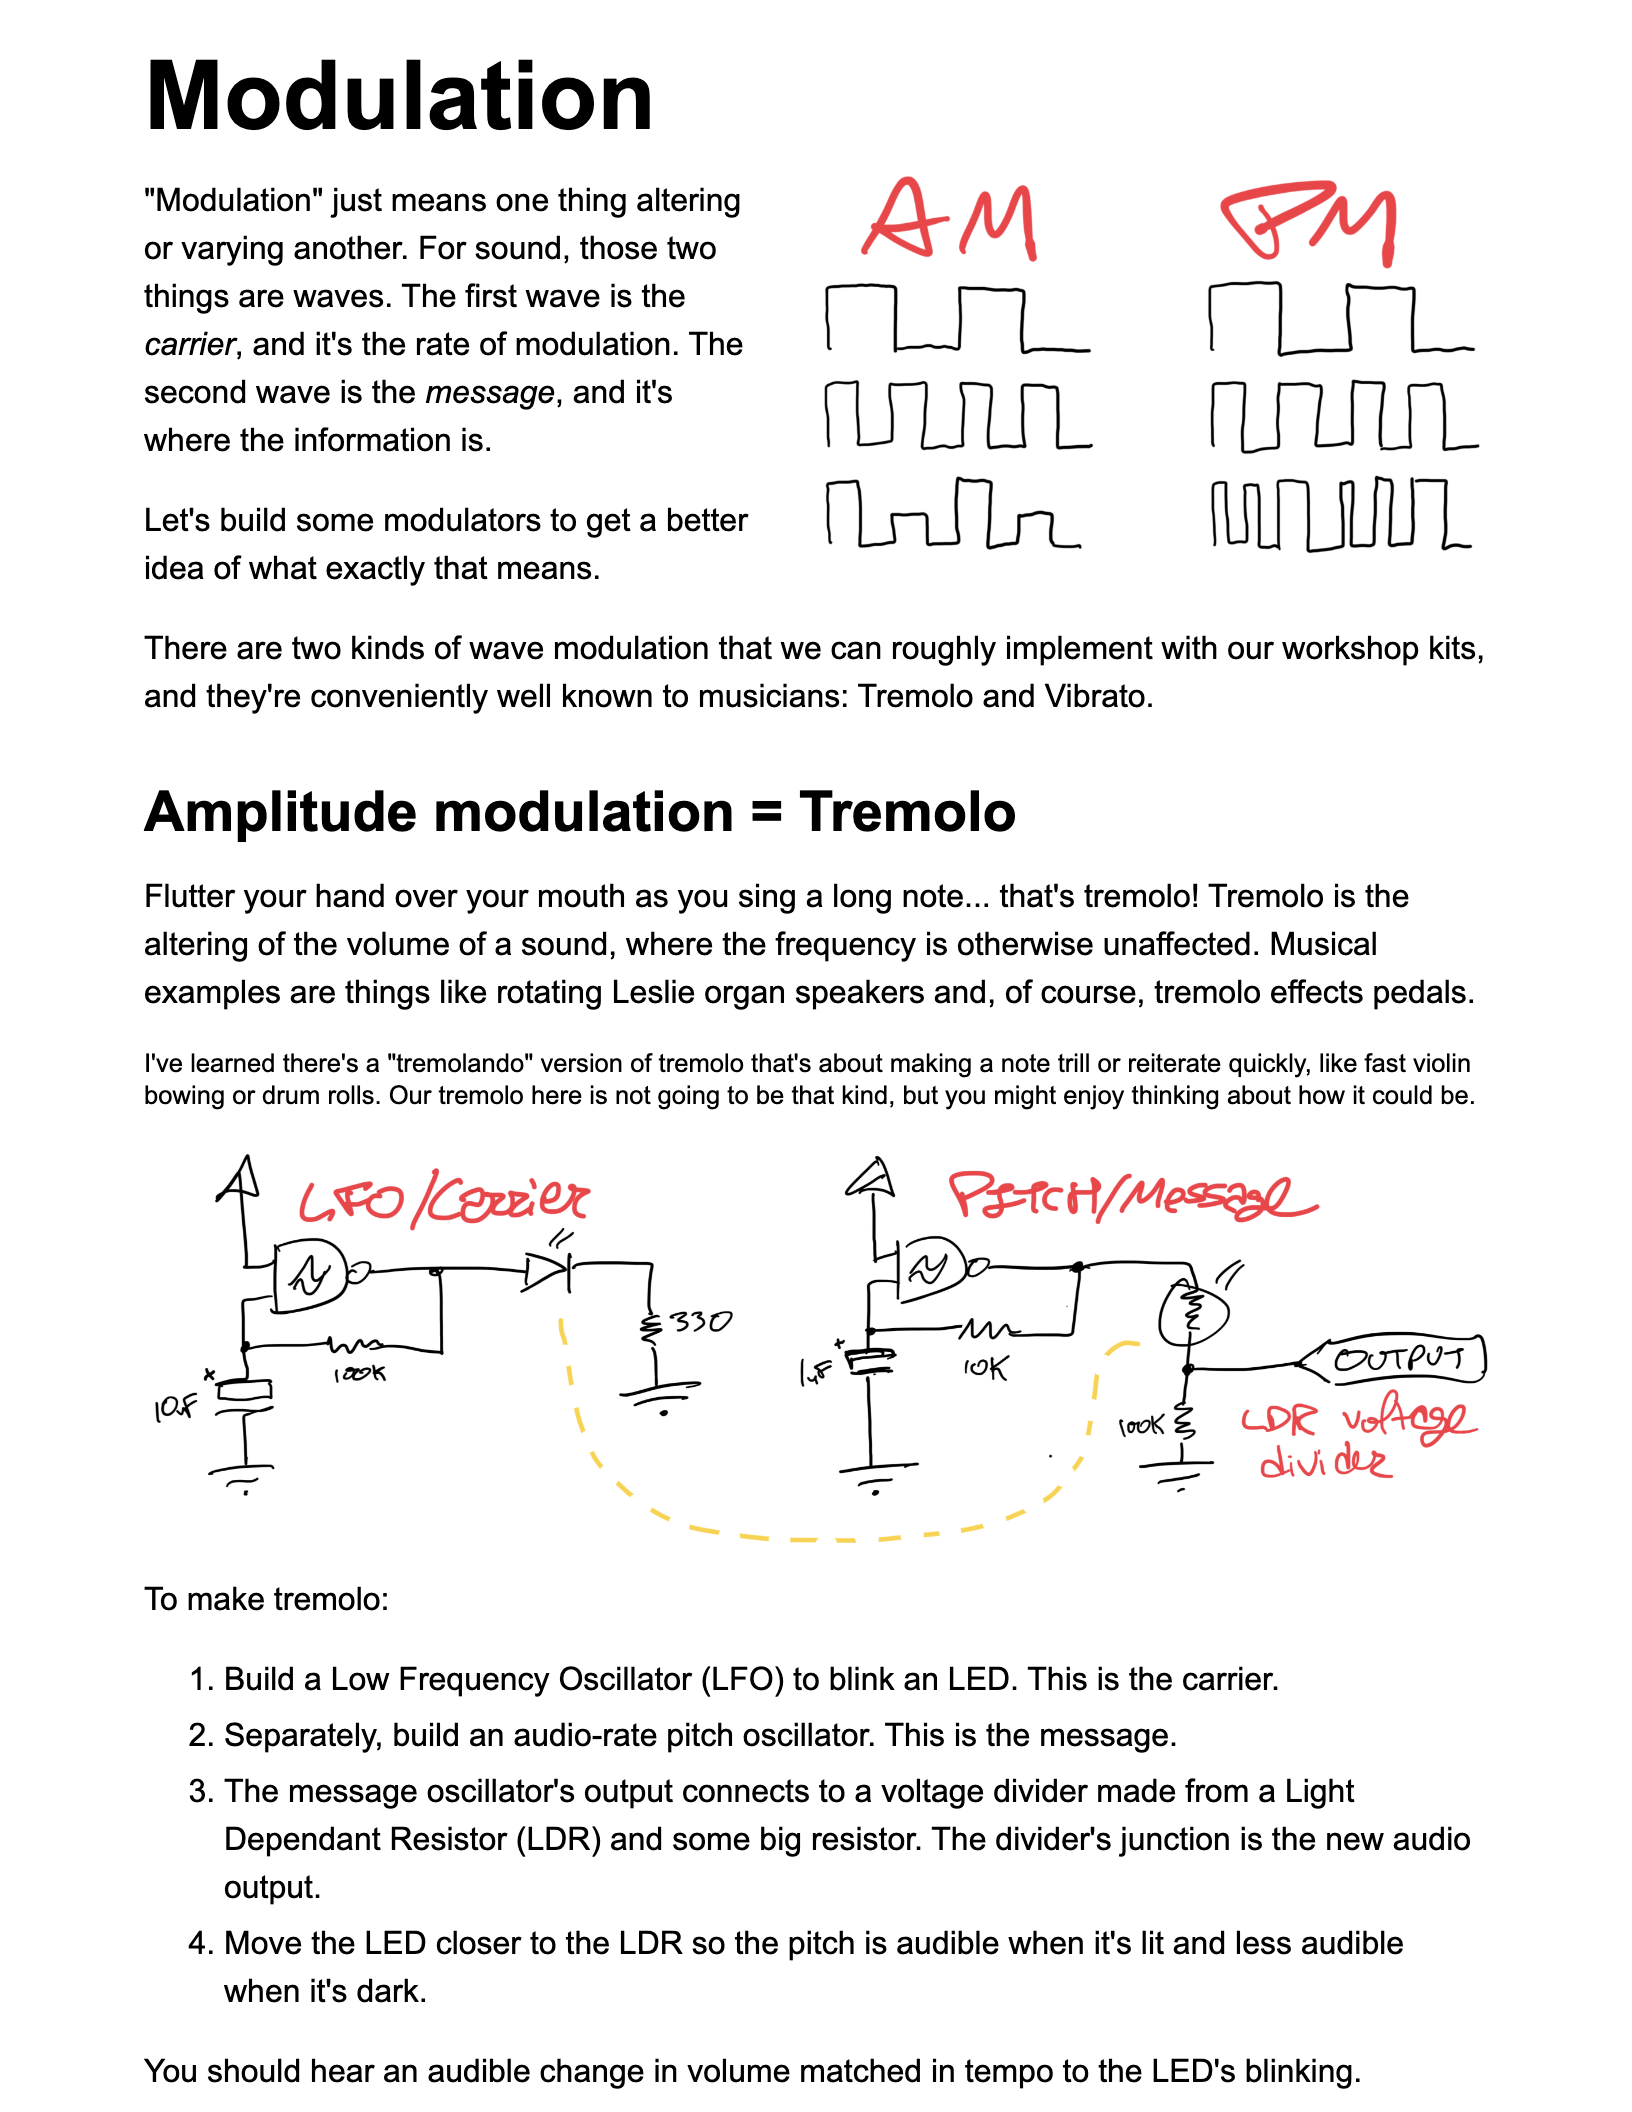 Modulation
"Modulation" just means one thing altering
or varying another. For sound, those two
things are waves. The first wave is the
carrier, and it's the rate of modulation. The
second wave is the message, and it's
where the information is.
Let's build some modulators to get a better
idea of what exactly that means.
AM
FM
There are two kinds of wave modulation that we can roughly implement with our workshop kits,
and they're conveniently well known to musicians: Tremolo and Vibrato.
Amplitude modulation = Tremolo
Flutter your hand over your mouth as you sing a long note... that's tremolo! Tremolo is the
altering of the volume of a sound, where the frequency is otherwise unaffected. Musical
examples are things like rotating Leslie organ speakers and, of course, tremolo effects pedals.
I've learned there's a "tremolando" version of tremolo that's about making a note trill or reiterate quickly, like fast violin
bowing or drum rolls. Our tremolo here is not going to be that kind, but you might enjoy thinking about how it could be.
LFO/Carrier
330
100K
+
10uF
PITCH/Message
+
1uF
10K
OUTPUT
100K
LDR voltage
divider
To make tremolo:
1. Build a Low Frequency Oscillator (LFO) to blink an LED. This is the carrier.
2. Separately, build an audio-rate pitch oscillator. This is the message.
3. The message oscillator's output connects to a voltage divider made from a Light
Dependant Resistor (LDR) and some big resistor. The divider's junction is the new audio
output.
4. Move the LED closer to the LDR so the pitch is audible when it's lit and less audible
when it's dark.
You should hear an audible change in volume matched in tempo to the LED's blinking.